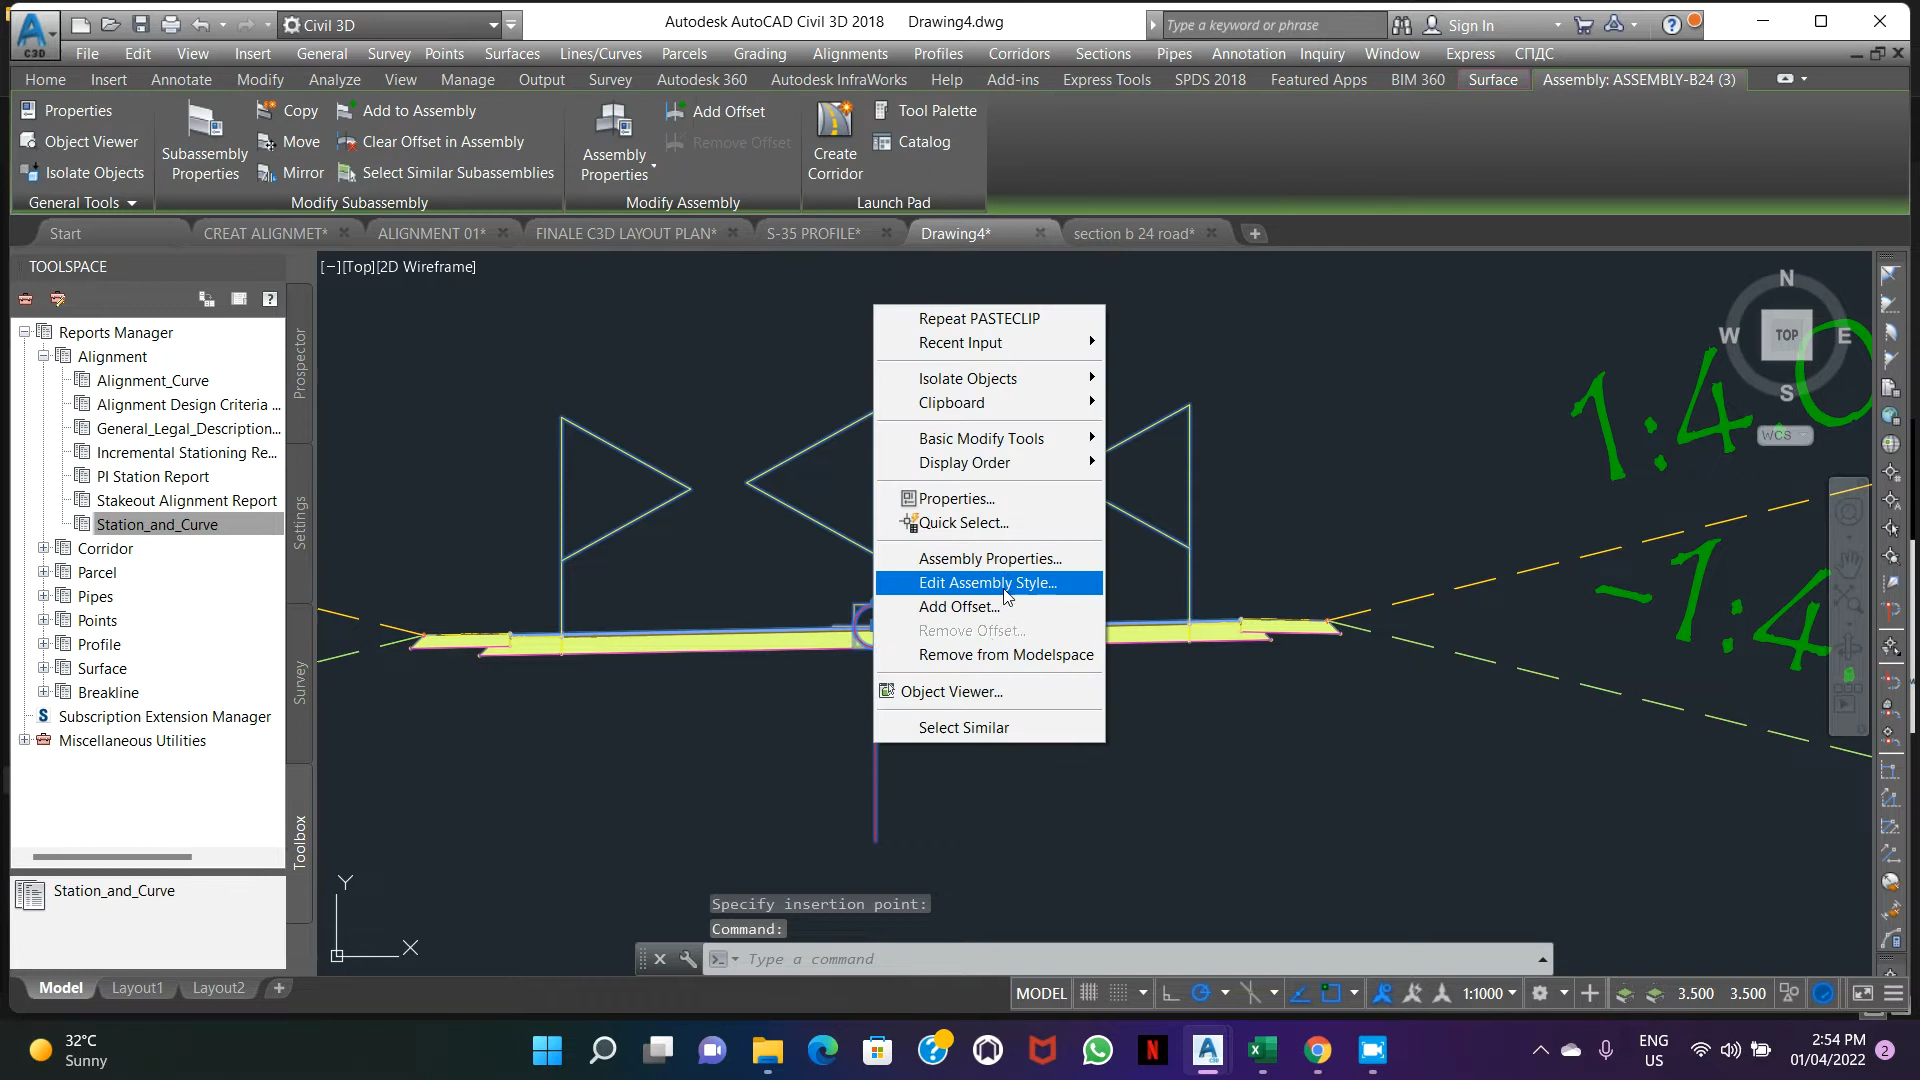 Civil 3D
Autodesk AutoCAD Civil 3D 2018 Drawing4.dwg
Type a keyword or phrase
Sign In
C3D
File Edit View Insert General Survey Points Surfaces Lines/Curves Parcels Grading Alignments Profiles Corridors Sections Pipes Annotation Inquiry Window Express СПДС
Home Insert Annotate Modify Analyze View Manage Output Survey Autodesk 360 Autodesk InfraWorks Help Add-ins Express Tools SPDS 2018 Featured Apps BIM 360 Surface Assembly: ASSEMBLY-B24 (3)
Properties
Object Viewer
Isolate Objects
General Tools
Subassembly Properties
Copy
Move
Mirror
Add to Assembly
Clear Offset in Assembly
Select Similar Subassemblies
Modify Subassembly
Assembly Properties
Add Offset
Remove Offset
Modify Assembly
Create Corridor
Tool Palette
Catalog
Launch Pad
Start CREAT ALIGNMET* ALIGNMENT 01* FINALE C3D LAYOUT PLAN* S-35 PROFILE* Drawing4* section b 24 road*
TOOLSPACE
Reports Manager
Alignment
Alignment_Curve
Alignment Design Criteria ...
General_Legal_Description...
Incremental Stationing Re...
PI Station Report
Stakeout Alignment Report
Station_and_Curve
Corridor
Parcel
Pipes
Points
Profile
Surface
Breakline
Subscription Extension Manager
Miscellaneous Utilities
Station_and_Curve
Prospector
Settings
Survey
Toolbox
[−][Top][2D Wireframe]
Repeat PASTECLIP
Recent Input
Isolate Objects
Clipboard
Basic Modify Tools
Display Order
Properties...
Quick Select...
Assembly Properties...
Edit Assembly Style...
Add Offset...
Remove Offset...
Remove from Modelspace
Object Viewer...
Select Similar
N
W TOP E
S
WCS
1:4.0
-1:4.
Y
X
Specify insertion point:
Command:
Type a command
Model Layout1 Layout2
MODEL 1:1000 3.500 3.500
32°C
Sunny
ENG
US
2:54 PM
01/04/2022
2